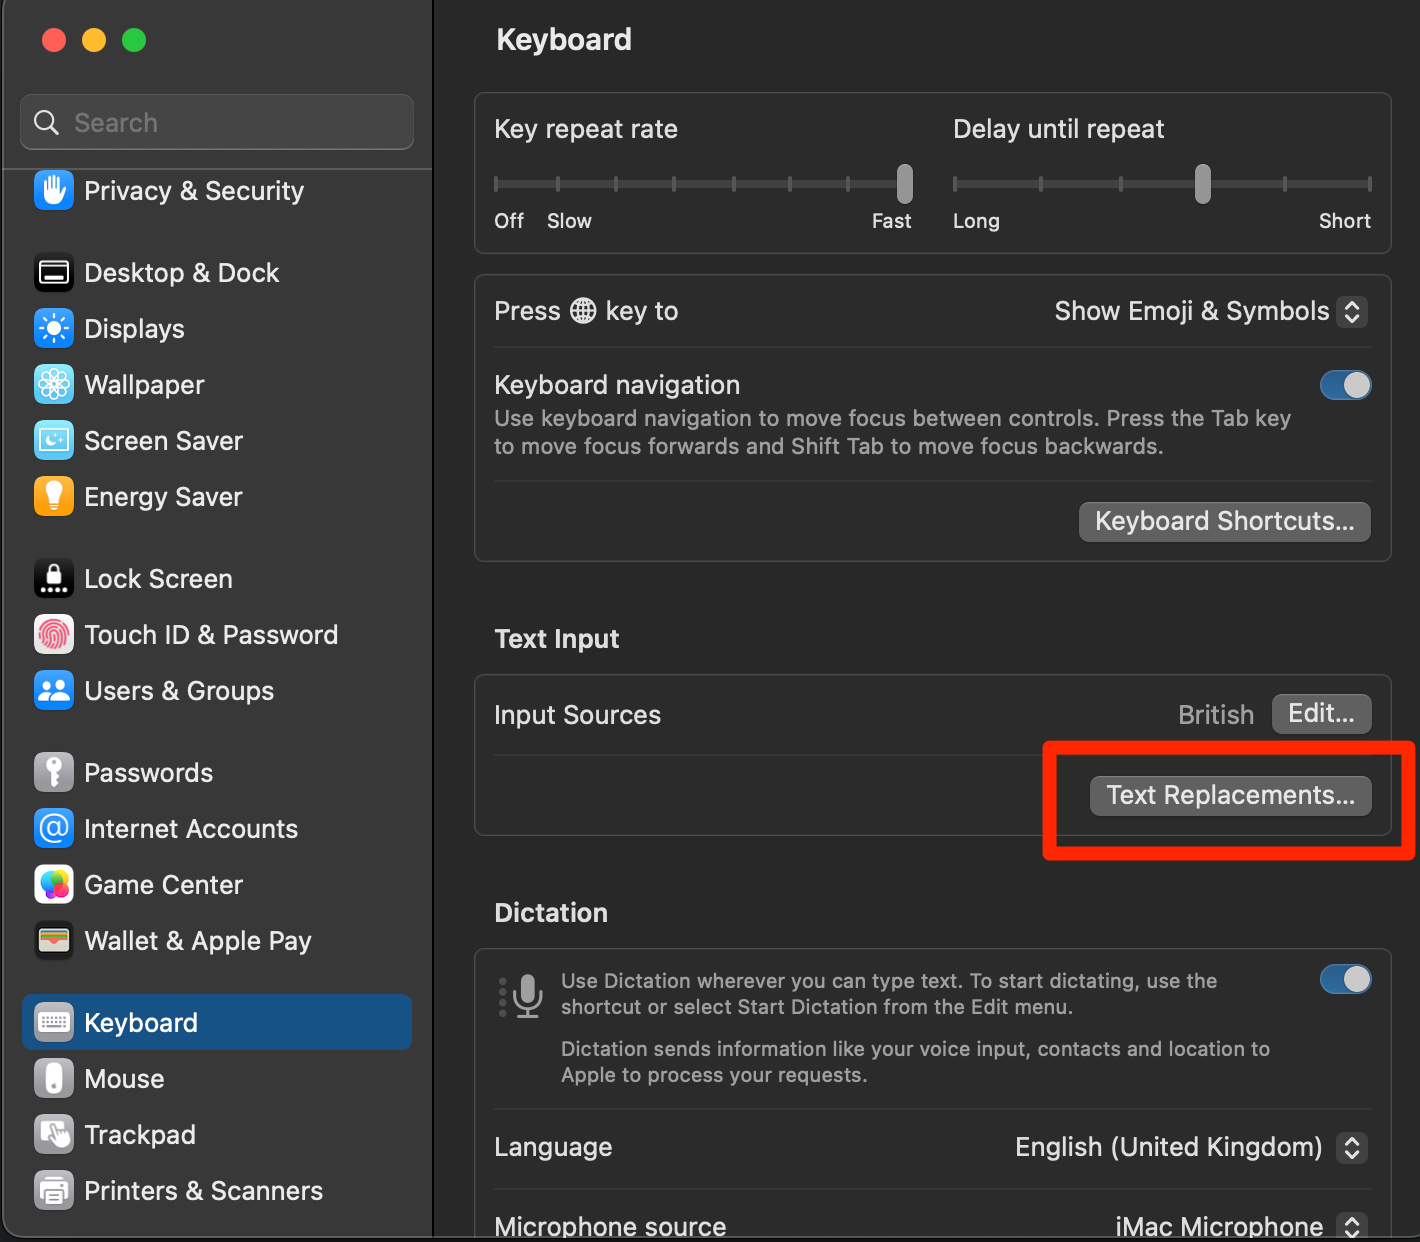 Search
Privacy & Security
Desktop & Dock
Displays
Wallpaper
Screen Saver
Energy Saver
Lock Screen
Touch ID & Password
Users & Groups
Passwords
Internet Accounts
Game Center
Wallet & Apple Pay
Keyboard
Mouse
Trackpad
Printers & Scanners
Keyboard
Key repeat rate
Off Slow Fast
Delay until repeat
Long Short
Press key to Show Emoji & Symbols
Keyboard navigation
Use keyboard navigation to move focus between controls. Press the Tab key
to move focus forwards and Shift Tab to move focus backwards.
Keyboard Shortcuts...
Text Input
Input Sources British Edit...
Text Replacements...
Dictation
Use Dictation wherever you can type text. To start dictating, use the
shortcut or select Start Dictation from the Edit menu.
Dictation sends information like your voice input, contacts and location to
Apple to process your requests.
Language English (United Kingdom)
Microphone source iMac Microphone